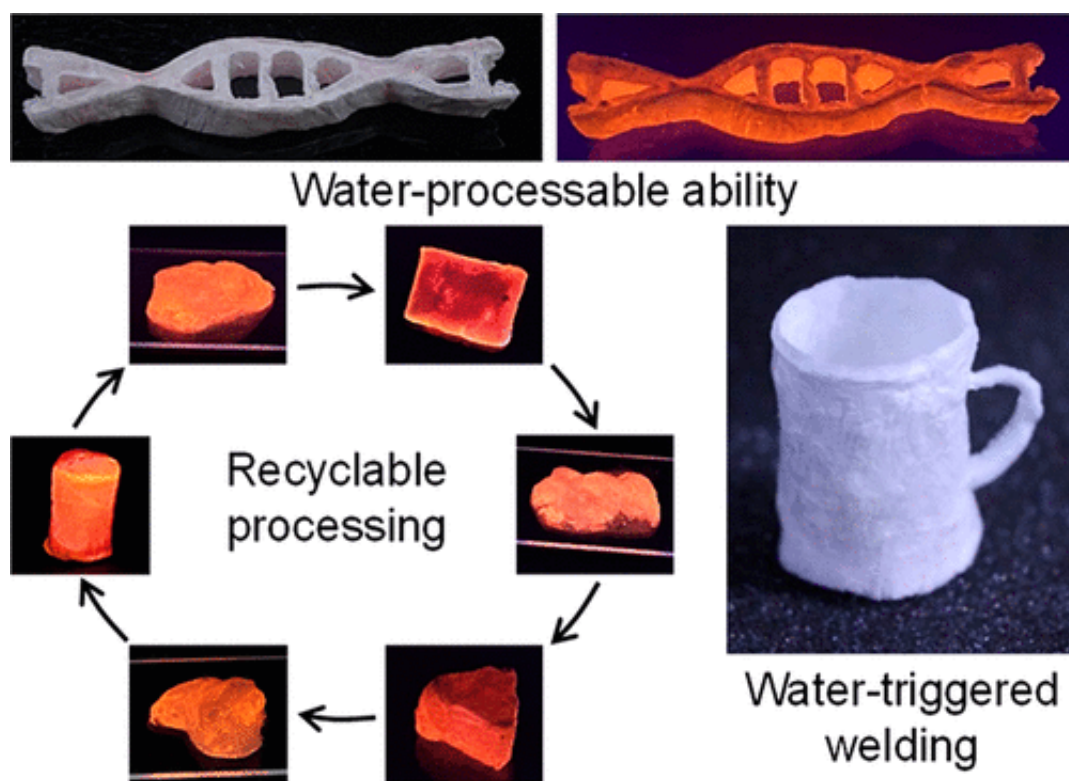 Water-processable ability
Recyclable
processing
Water-triggered
welding